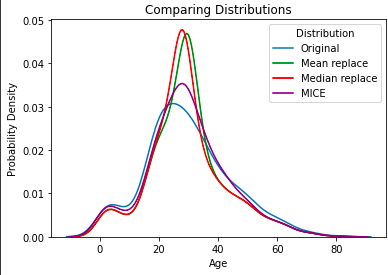 Comparing Distributions
0.05
0.04
0.03
0.02
0.01
0.00
Probability Density
Distribution
Original
Mean replace
Median replace
MICE
0 20 40 60 80
Age